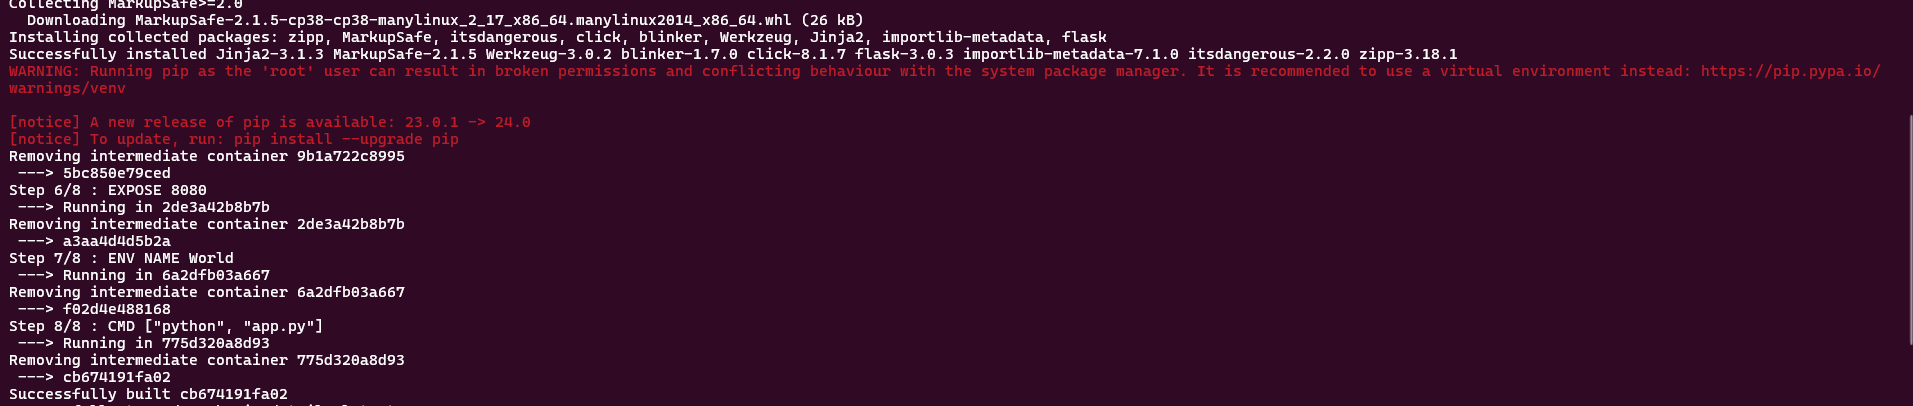 Collecting MarkupSafe>=2.0
  Downloading MarkupSafe-2.1.5-cp38-cp38-manylinux_2_17_x86_64.manylinux2014_x86_64.whl (26 kB)
Installing collected packages: zipp, MarkupSafe, itsdangerous, click, blinker, Werkzeug, Jinja2, importlib-metadata, flask
Successfully installed Jinja2-3.1.3 MarkupSafe-2.1.5 Werkzeug-3.0.2 blinker-1.7.0 click-8.1.7 flask-3.0.3 importlib-metadata-7.1.0 itsdangerous-2.2.0 zipp-3.18.1
WARNING: Running pip as the 'root' user can result in broken permissions and conflicting behaviour with the system package manager. It is recommended to use a virtual environment instead: https://pip.pypa.io/
warnings/venv
[notice] A new release of pip is available: 23.0.1 -> 24.0
[notice] To update, run: pip install --upgrade pip
Removing intermediate container 9b1a722c8995
 ---> 5bc850e79ced
Step 6/8 : EXPOSE 8080
 ---> Running in 2de3a42b8b7b
Removing intermediate container 2de3a42b8b7b
 ---> a3aa4d4d5b2a
Step 7/8 : ENV NAME World
 ---> Running in 6a2dfb03a667
Removing intermediate container 6a2dfb03a667
 ---> f02d4e488168
Step 8/8 : CMD ["python", "app.py"]
 ---> Running in 775d320a8d93
Removing intermediate container 775d320a8d93
 ---> cb674191fa02
Successfully built cb674191fa02